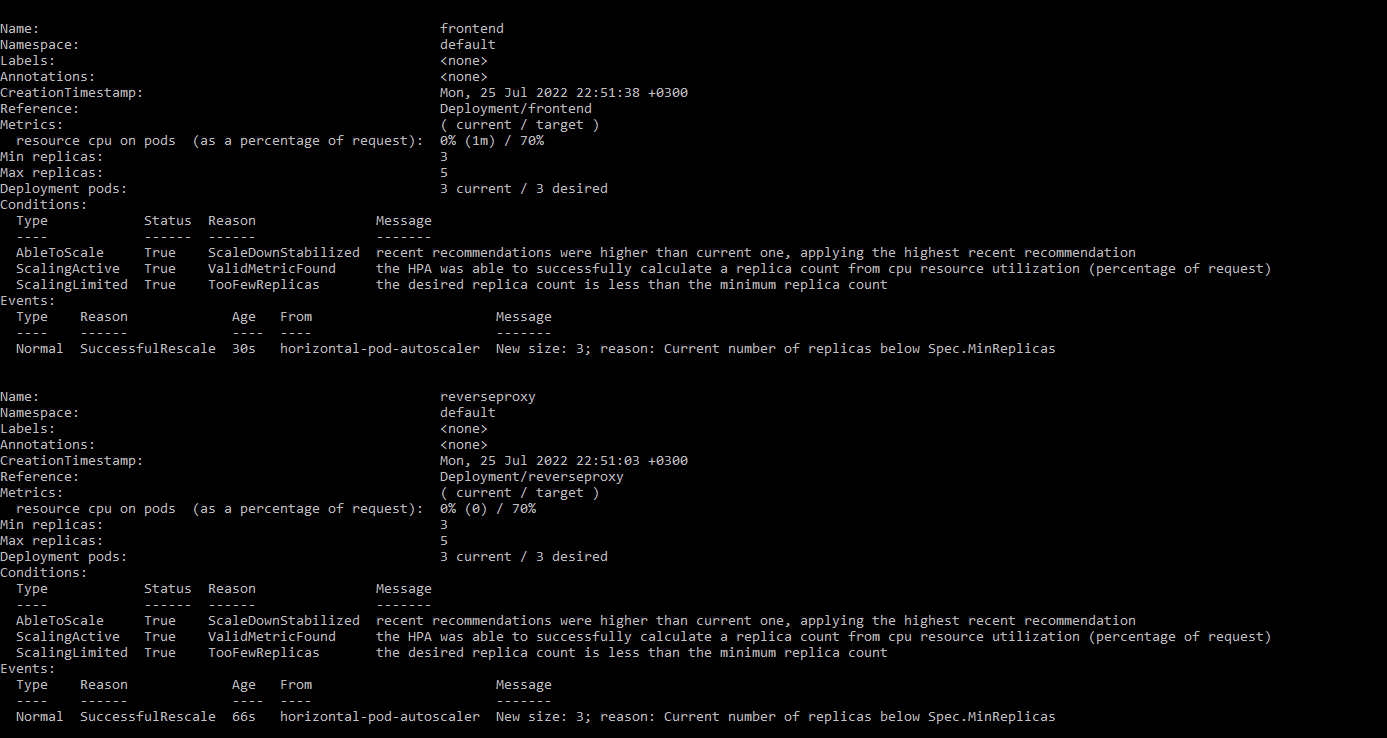 Name:                                                  frontend
Namespace:                                             default
Labels:                                                <none>
Annotations:                                           <none>
CreationTimestamp:                                     Mon, 25 Jul 2022 22:51:38 +0300
Reference:                                             Deployment/frontend
Metrics:                                               ( current / target )
  resource cpu on pods  (as a percentage of request):  0% (1m) / 70%
Min replicas:                                          3
Max replicas:                                          5
Deployment pods:                                       3 current / 3 desired
Conditions:
  Type            Status  Reason               Message
  ----            ------  ------               -------
  AbleToScale     True    ScaleDownStabilized  recent recommendations were higher than current one, applying the highest recent recommendation
  ScalingActive   True    ValidMetricFound     the HPA was able to successfully calculate a replica count from cpu resource utilization (percentage of request)
  ScalingLimited  True    TooFewReplicas       the desired replica count is less than the minimum replica count
Events:
  Type    Reason             Age   From                       Message
  ----    ------             ----  ----                       -------
  Normal  SuccessfulRescale  30s   horizontal-pod-autoscaler  New size: 3; reason: Current number of replicas below Spec.MinReplicas
Name:                                                  reverseproxy
Namespace:                                             default
Labels:                                                <none>
Annotations:                                           <none>
CreationTimestamp:                                     Mon, 25 Jul 2022 22:51:03 +0300
Reference:                                             Deployment/reverseproxy
Metrics:                                               ( current / target )
  resource cpu on pods  (as a percentage of request):  0% (0) / 70%
Min replicas:                                          3
Max replicas:                                          5
Deployment pods:                                       3 current / 3 desired
Conditions:
  Type            Status  Reason               Message
  ----            ------  ------               -------
  AbleToScale     True    ScaleDownStabilized  recent recommendations were higher than current one, applying the highest recent recommendation
  ScalingActive   True    ValidMetricFound     the HPA was able to successfully calculate a replica count from cpu resource utilization (percentage of request)
  ScalingLimited  True    TooFewReplicas       the desired replica count is less than the minimum replica count
Events:
  Type    Reason             Age   From                       Message
  ----    ------             ----  ----                       -------
  Normal  SuccessfulRescale  66s   horizontal-pod-autoscaler  New size: 3; reason: Current number of replicas below Spec.MinReplicas